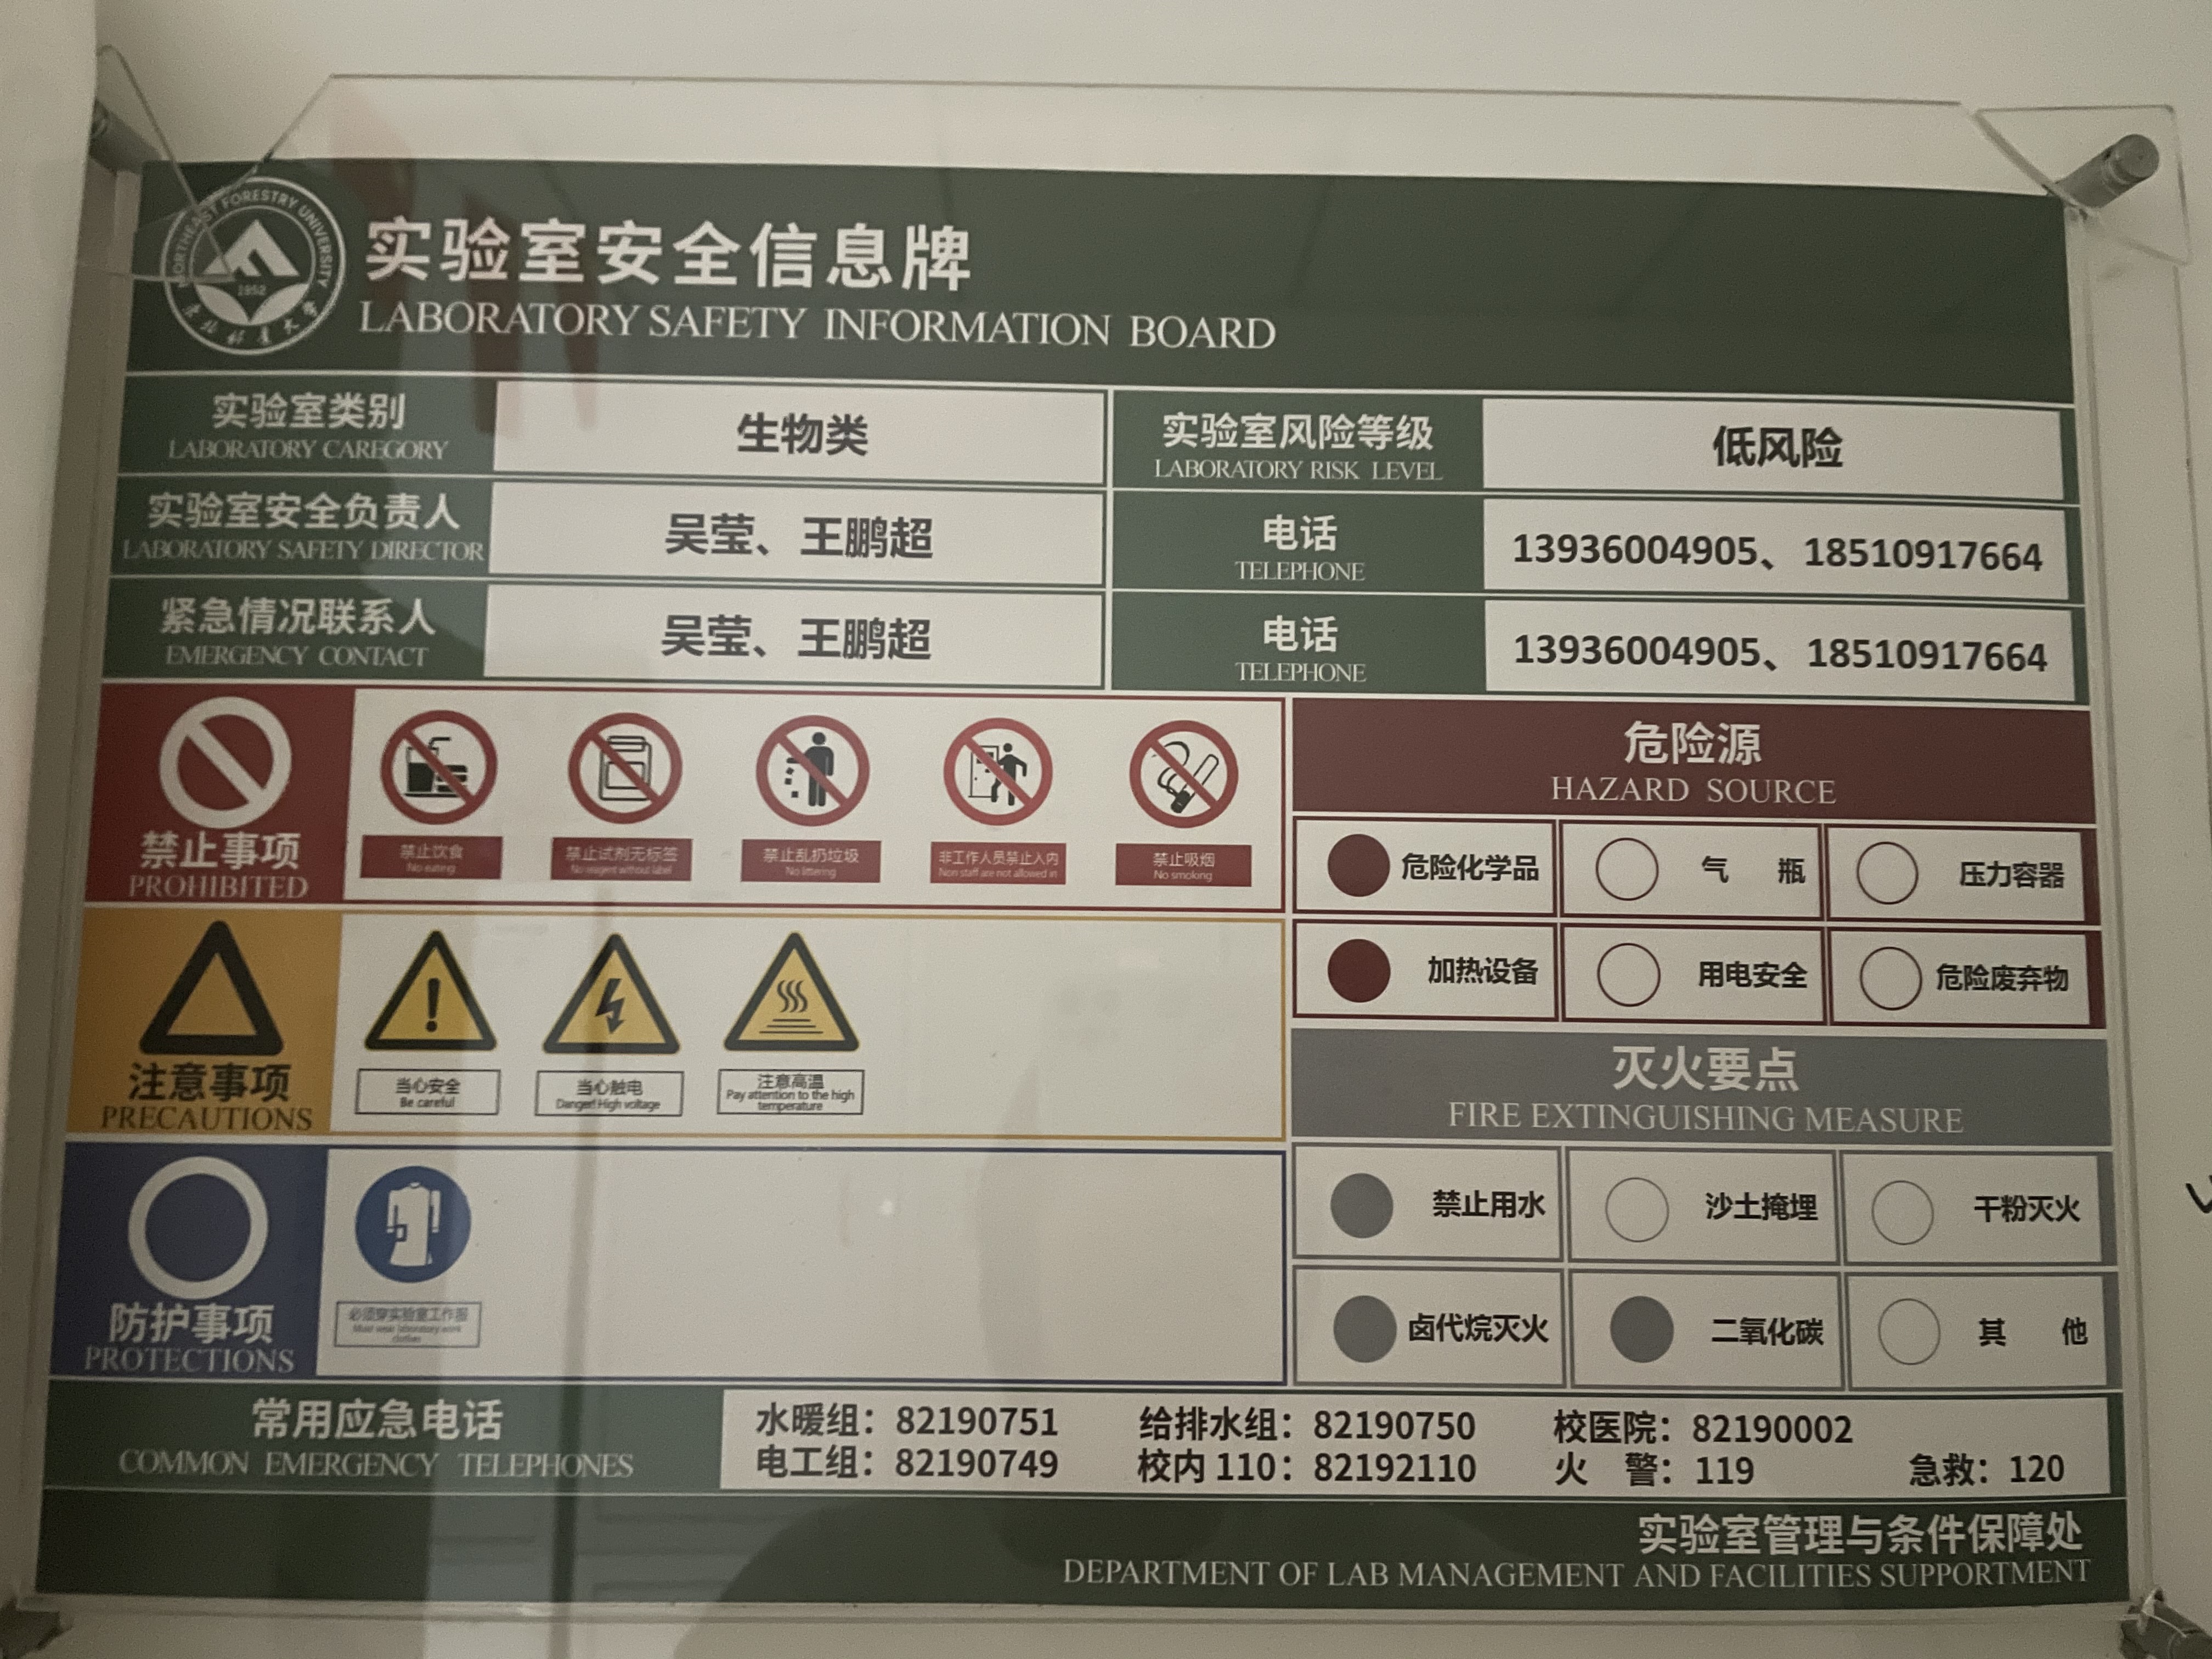 NORTHEAST FORESTRY UNIVERSITY
1952
东北林业大学
实验室安全信息牌
LABORATORY SAFETY INFORMATION BOARD
实验室类别
LABORATORY CAREGORY
生物类
实验室风险等级
LABORATORY RISK LEVEL
低风险
实验室安全负责人
LABORATORY SAFETY DIRECTOR
吴莹、王鹏超
电话
TELEPHONE
13936004905、18510917664
紧急情况联系人
EMERGENCY CONTACT
吴莹、王鹏超
电话
TELEPHONE
13936004905、18510917664
禁止事项
PROHIBITED
禁止饮食
No eating
禁止试剂无标签
No reagent without label
禁止乱扔垃圾
No littering
非工作人员禁止入内
Non staff are not allowed in
禁止吸烟
No smoking
危险源
HAZARD SOURCE
危险化学品
气 瓶
压力容器
加热设备
用电安全
危险废弃物
注意事项
PRECAUTIONS
当心安全
Be careful
当心触电
Danger! High voltage
注意高温
Pay attention to the high
temperature
灭火要点
FIRE EXTINGUISHING MEASURE
禁止用水
沙土掩埋
干粉灭火
卤代烷灭火
二氧化碳
其 他
防护事项
PROTECTIONS
必须穿实验室工作服
Must wear laboratory work
clothes
常用应急电话
COMMON EMERGENCY TELEPHONES
水暖组：82190751 给排水组：82190750 校医院：82190002
电工组：82190749 校内 110：82192110 火 警：119 急救：120
实验室管理与条件保障处
DEPARTMENT OF LAB MANAGEMENT AND FACILITIES SUPPORTMENT